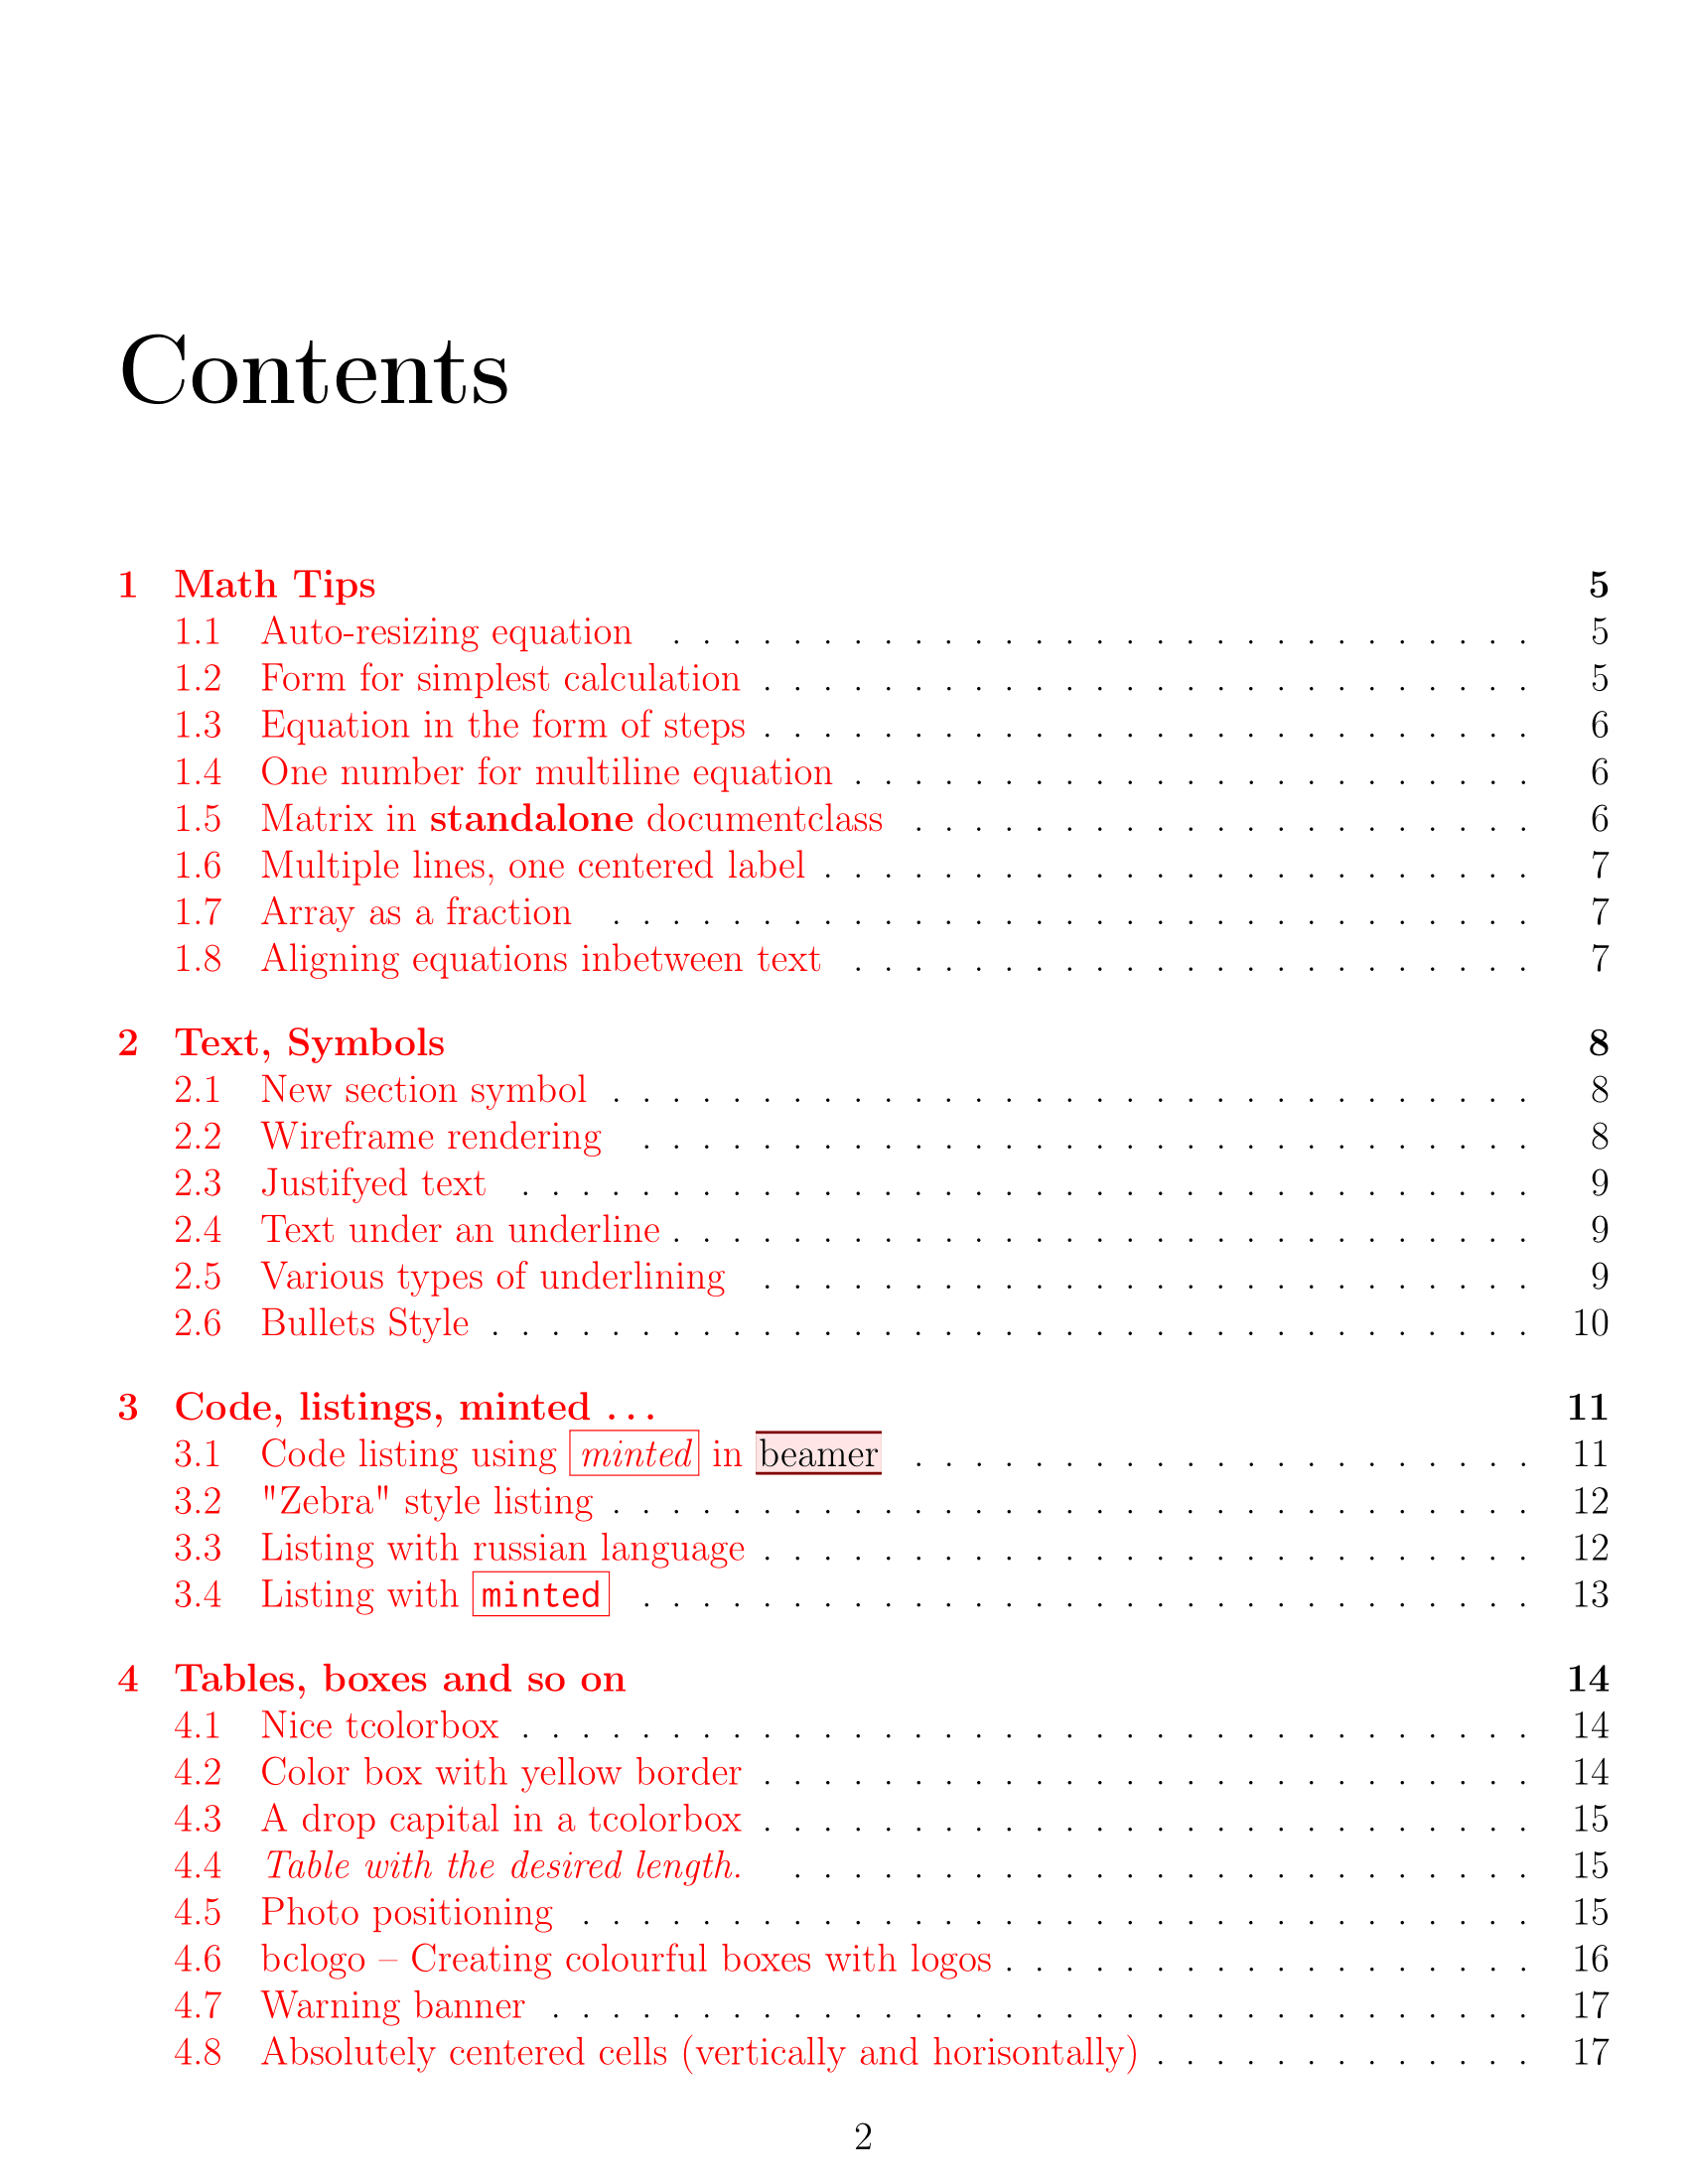 Contents
1 Math Tips 5
1.1 Auto-resizing equation . . . . . . . . . . . . . . . . . . . . . . . . . . . . . 5
1.2 Form for simplest calculation . . . . . . . . . . . . . . . . . . . . . . . . . . 5
1.3 Equation in the form of steps . . . . . . . . . . . . . . . . . . . . . . . . . . 6
1.4 One number for multiline equation . . . . . . . . . . . . . . . . . . . . . . . 6
1.5 Matrix in standalone documentclass . . . . . . . . . . . . . . . . . . . . . 6
1.6 Multiple lines, one centered label . . . . . . . . . . . . . . . . . . . . . . . . 7
1.7 Array as a fraction . . . . . . . . . . . . . . . . . . . . . . . . . . . . . . . 7
1.8 Aligning equations inbetween text . . . . . . . . . . . . . . . . . . . . . . . 7
2 Text, Symbols 8
2.1 New section symbol . . . . . . . . . . . . . . . . . . . . . . . . . . . . . . . 8
2.2 Wireframe rendering . . . . . . . . . . . . . . . . . . . . . . . . . . . . . . 8
2.3 Justifyed text . . . . . . . . . . . . . . . . . . . . . . . . . . . . . . . . . . 9
2.4 Text under an underline . . . . . . . . . . . . . . . . . . . . . . . . . . . . . 9
2.5 Various types of underlining . . . . . . . . . . . . . . . . . . . . . . . . . . 9
2.6 Bullets Style . . . . . . . . . . . . . . . . . . . . . . . . . . . . . . . . . . . 10
3 Code, listings, minted . . . 11
3.1 Code listing using minted in beamer . . . . . . . . . . . . . . . . . . . . . 11
3.2 "Zebra" style listing . . . . . . . . . . . . . . . . . . . . . . . . . . . . . . . 12
3.3 Listing with russian language . . . . . . . . . . . . . . . . . . . . . . . . . . 12
3.4 Listing with minted . . . . . . . . . . . . . . . . . . . . . . . . . . . . . . 13
4 Tables, boxes and so on 14
4.1 Nice tcolorbox . . . . . . . . . . . . . . . . . . . . . . . . . . . . . . . . . . 14
4.2 Color box with yellow border . . . . . . . . . . . . . . . . . . . . . . . . . . 14
4.3 A drop capital in a tcolorbox . . . . . . . . . . . . . . . . . . . . . . . . . . 15
4.4 Table with the desired length. . . . . . . . . . . . . . . . . . . . . . . . . . 15
4.5 Photo positioning . . . . . . . . . . . . . . . . . . . . . . . . . . . . . . . . 15
4.6 bclogo – Creating colourful boxes with logos . . . . . . . . . . . . . . . . . . 16
4.7 Warning banner . . . . . . . . . . . . . . . . . . . . . . . . . . . . . . . . . 17
4.8 Absolutely centered cells (vertically and horisontally) . . . . . . . . . . . . . 17
2